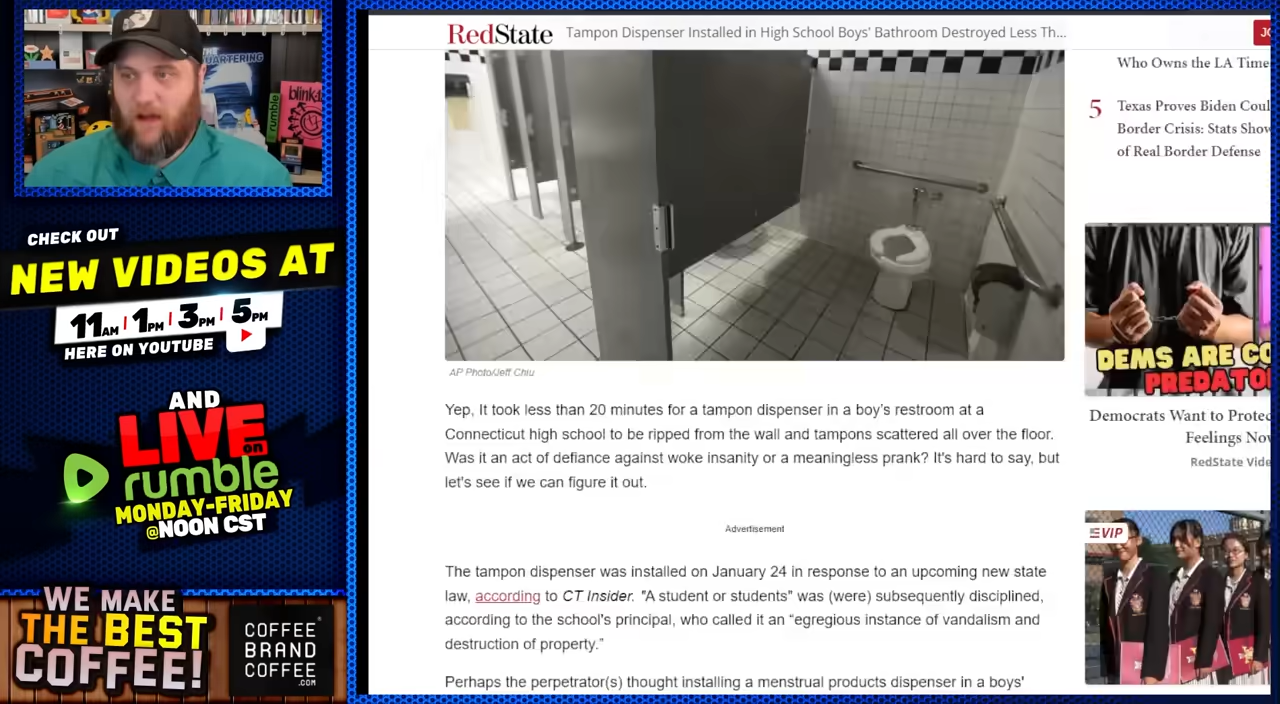 UARTERING
rumble
CHECK OUT
NEW VIDEOS AT
11AM | 1PM | 3PM | 5PM
HERE ON YOUTUBE
AND
LIVE
on
rumble
MONDAY-FRIDAY
@NOON CST
WE MAKE
THE BEST
COFFEE!
COFFEE
BRAND
COFFEE
.COM
RedState Tampon Dispenser Installed in High School Boys' Bathroom Destroyed Less Th...
AP Photo/Jeff Chiu
Yep, It took less than 20 minutes for a tampon dispenser in a boy's restroom at a
Connecticut high school to be ripped from the wall and tampons scattered all over the floor.
Was it an act of defiance against woke insanity or a meaningless prank? It's hard to say, but
let's see if we can figure it out.
Advertisement
The tampon dispenser was installed on January 24 in response to an upcoming new state
law, according to CT Insider. "A student or students" was (were) subsequently disciplined,
according to the school's principal, who called it an “egregious instance of vandalism and
destruction of property.”
Perhaps the perpetrator(s) thought installing a menstrual products dispenser in a boys'
Who Owns the LA Time
5 Texas Proves Biden Coul
Border Crisis: Stats Show
of Real Border Defense
DEMS ARE CO
PREDATO
Democrats Want to Protec
Feelings Nov
RedState Vide
VIP